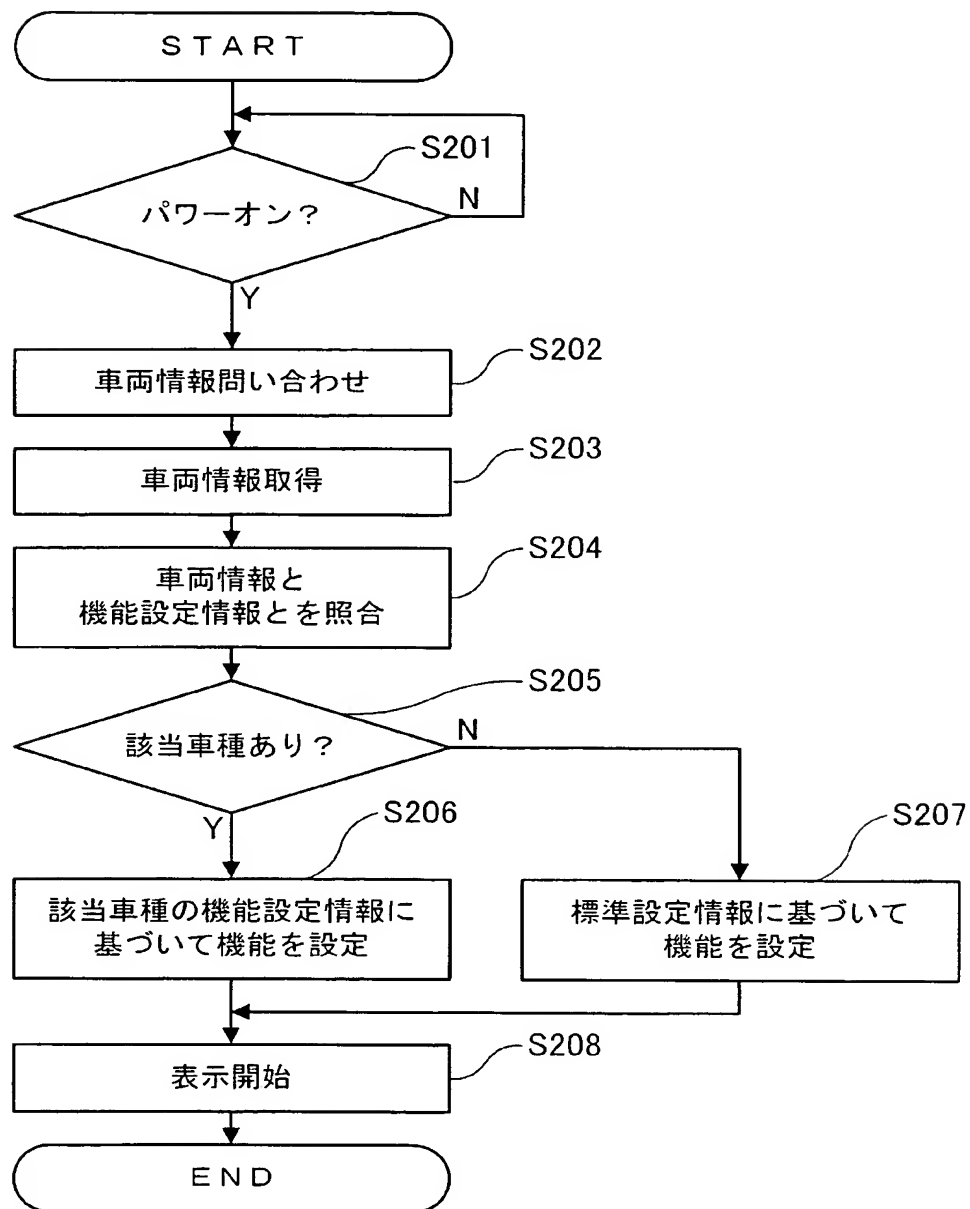 START
S201
パワーオン？
N
Y
S202
車両情報問い合わせ
S203
車両情報取得
S204
車両情報と
機能設定情報とを照合
S205
該当車種あり？
N
Y
S206
該当車種の機能設定情報に
基づいて機能を設定
S207
標準設定情報に基づいて
機能を設定
S208
表示開始
END